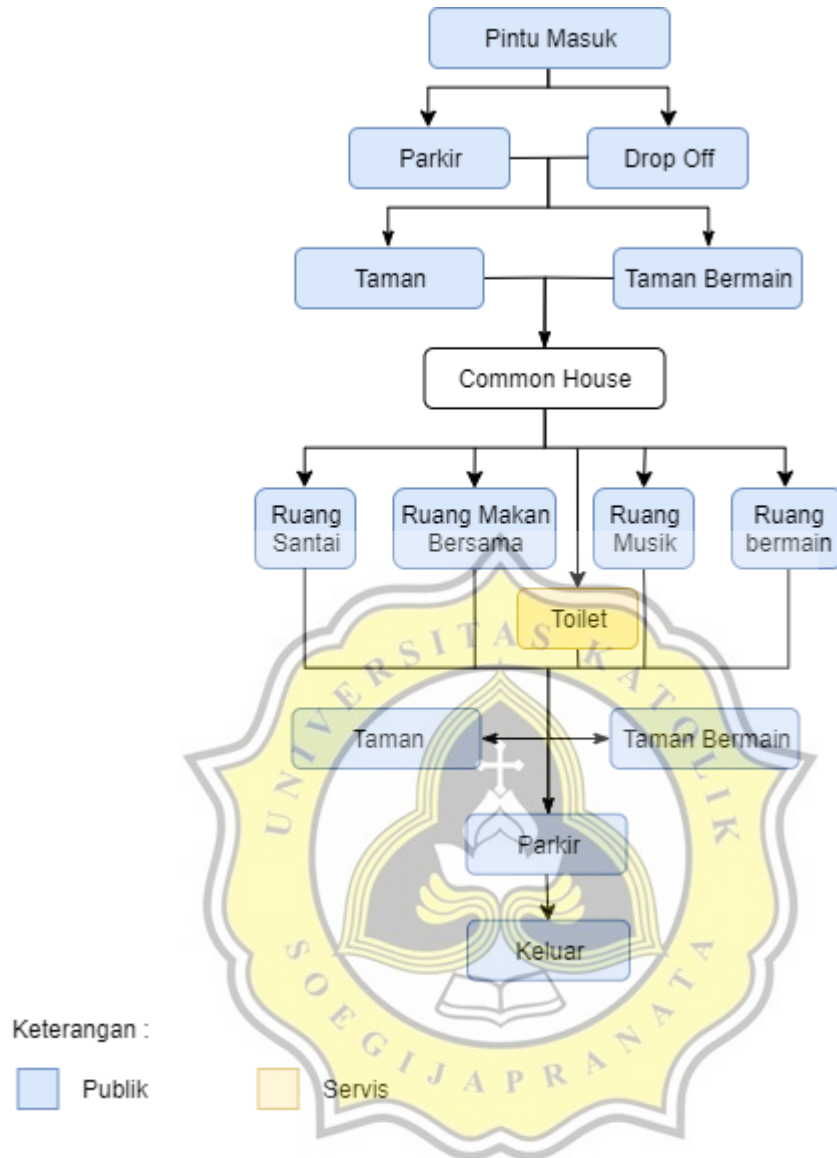 Pintu Masuk
Parkir
Drop Off
Taman
Taman Bermain
Common House
Ruang
Santai
Ruang Makan
Bersama
Ruang
Musik
Ruang
bermain
Toilet
UNIVERSITAS KATOLIK
Taman
Taman Bermain
Parkir
Keluar
SOEGIJAPRANATA
Keterangan :
Publik
Servis